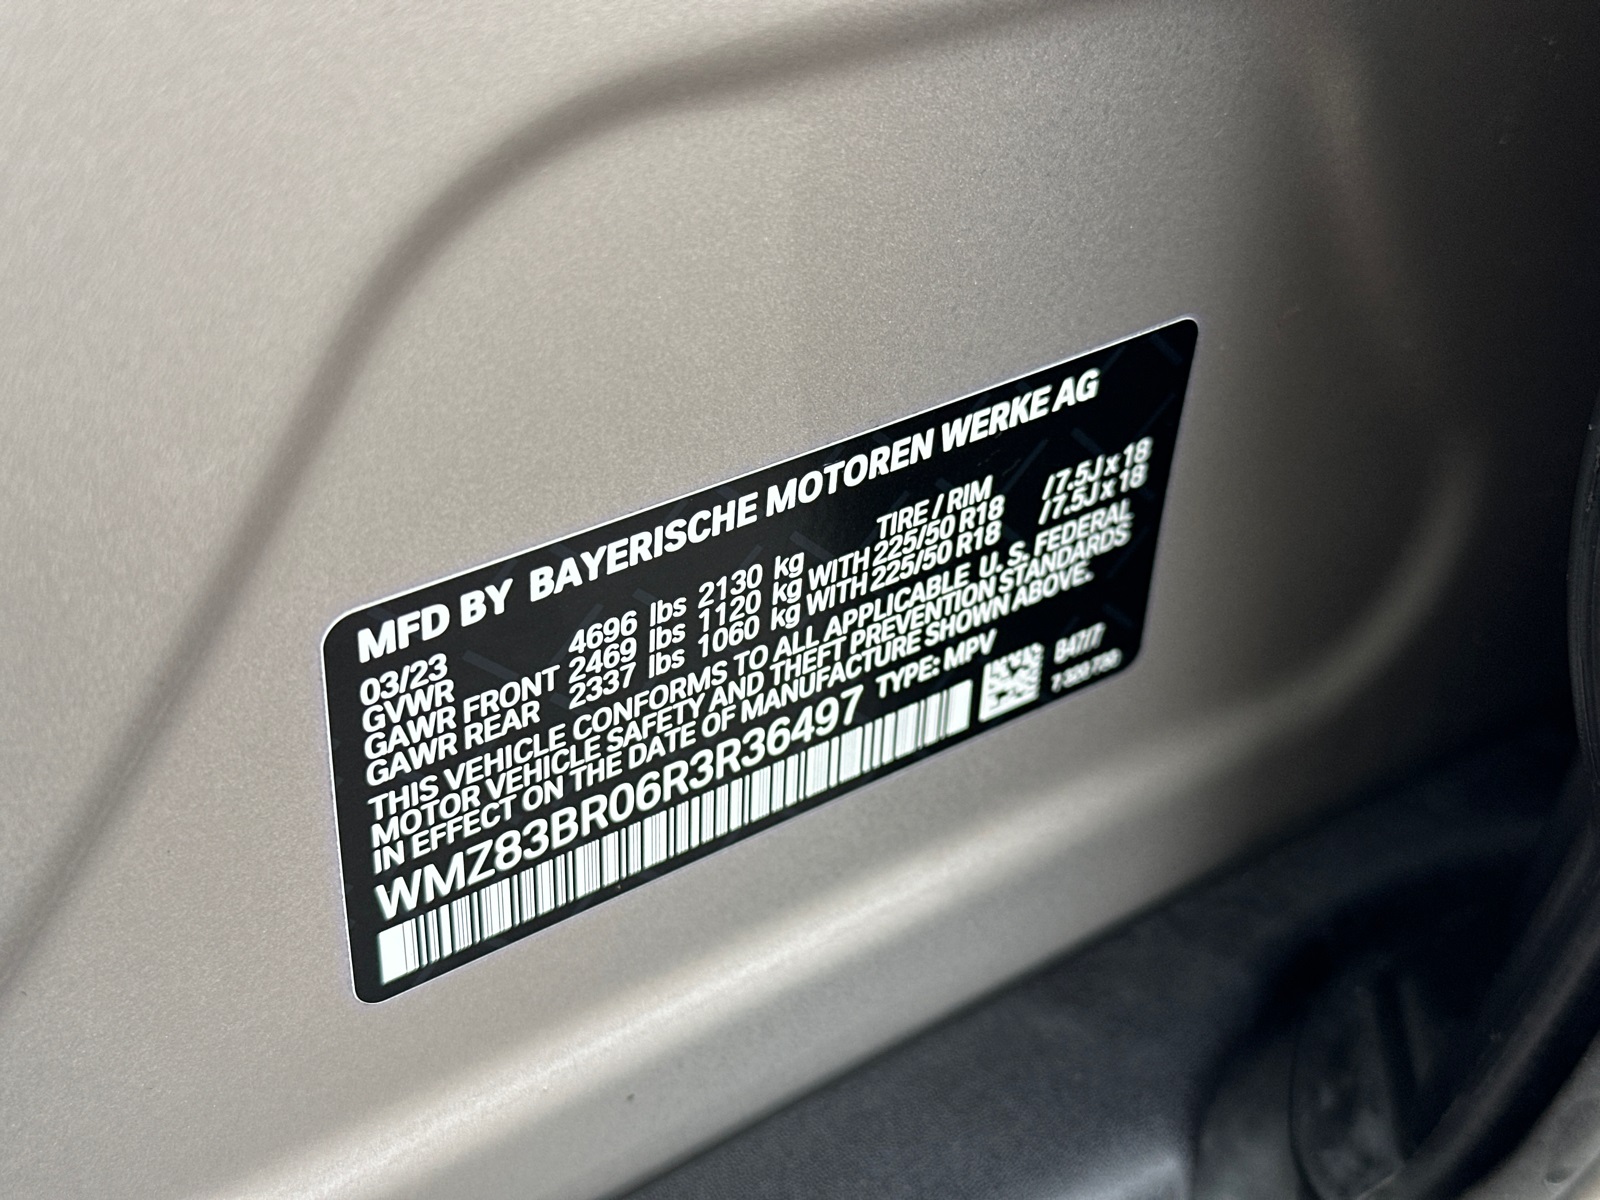 MFD BY BAYERISCHE MOTOREN WERKE AG
03/23 TIRE / RIM
GVWR 4696 lbs 2130 kg
GAWR FRONT 2469 lbs 1120 kg WITH 225/50 R18 /7.5J x 18
GAWR REAR 2337 lbs 1060 kg WITH 225/50 R18 /7.5J x 18
THIS VEHICLE CONFORMS TO ALL APPLICABLE U. S. FEDERAL
MOTOR VEHICLE SAFETY AND THEFT PREVENTION STANDARDS
IN EFFECT ON THE DATE OF MANUFACTURE SHOWN ABOVE.
WMZ83BR06R3R36497 TYPE: MPV